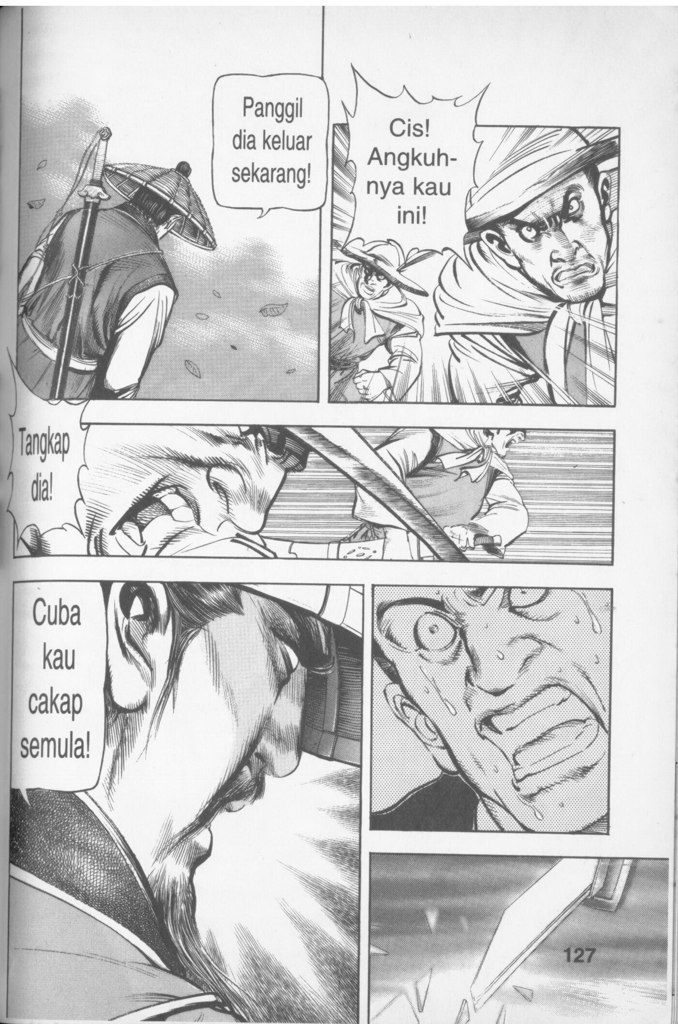 Panggil
dia keluar
sekarang!
Cis!
Angkuh-
nya kau
ini!
Tangkap
dia!
Cuba
kau
cakap
semula!
127